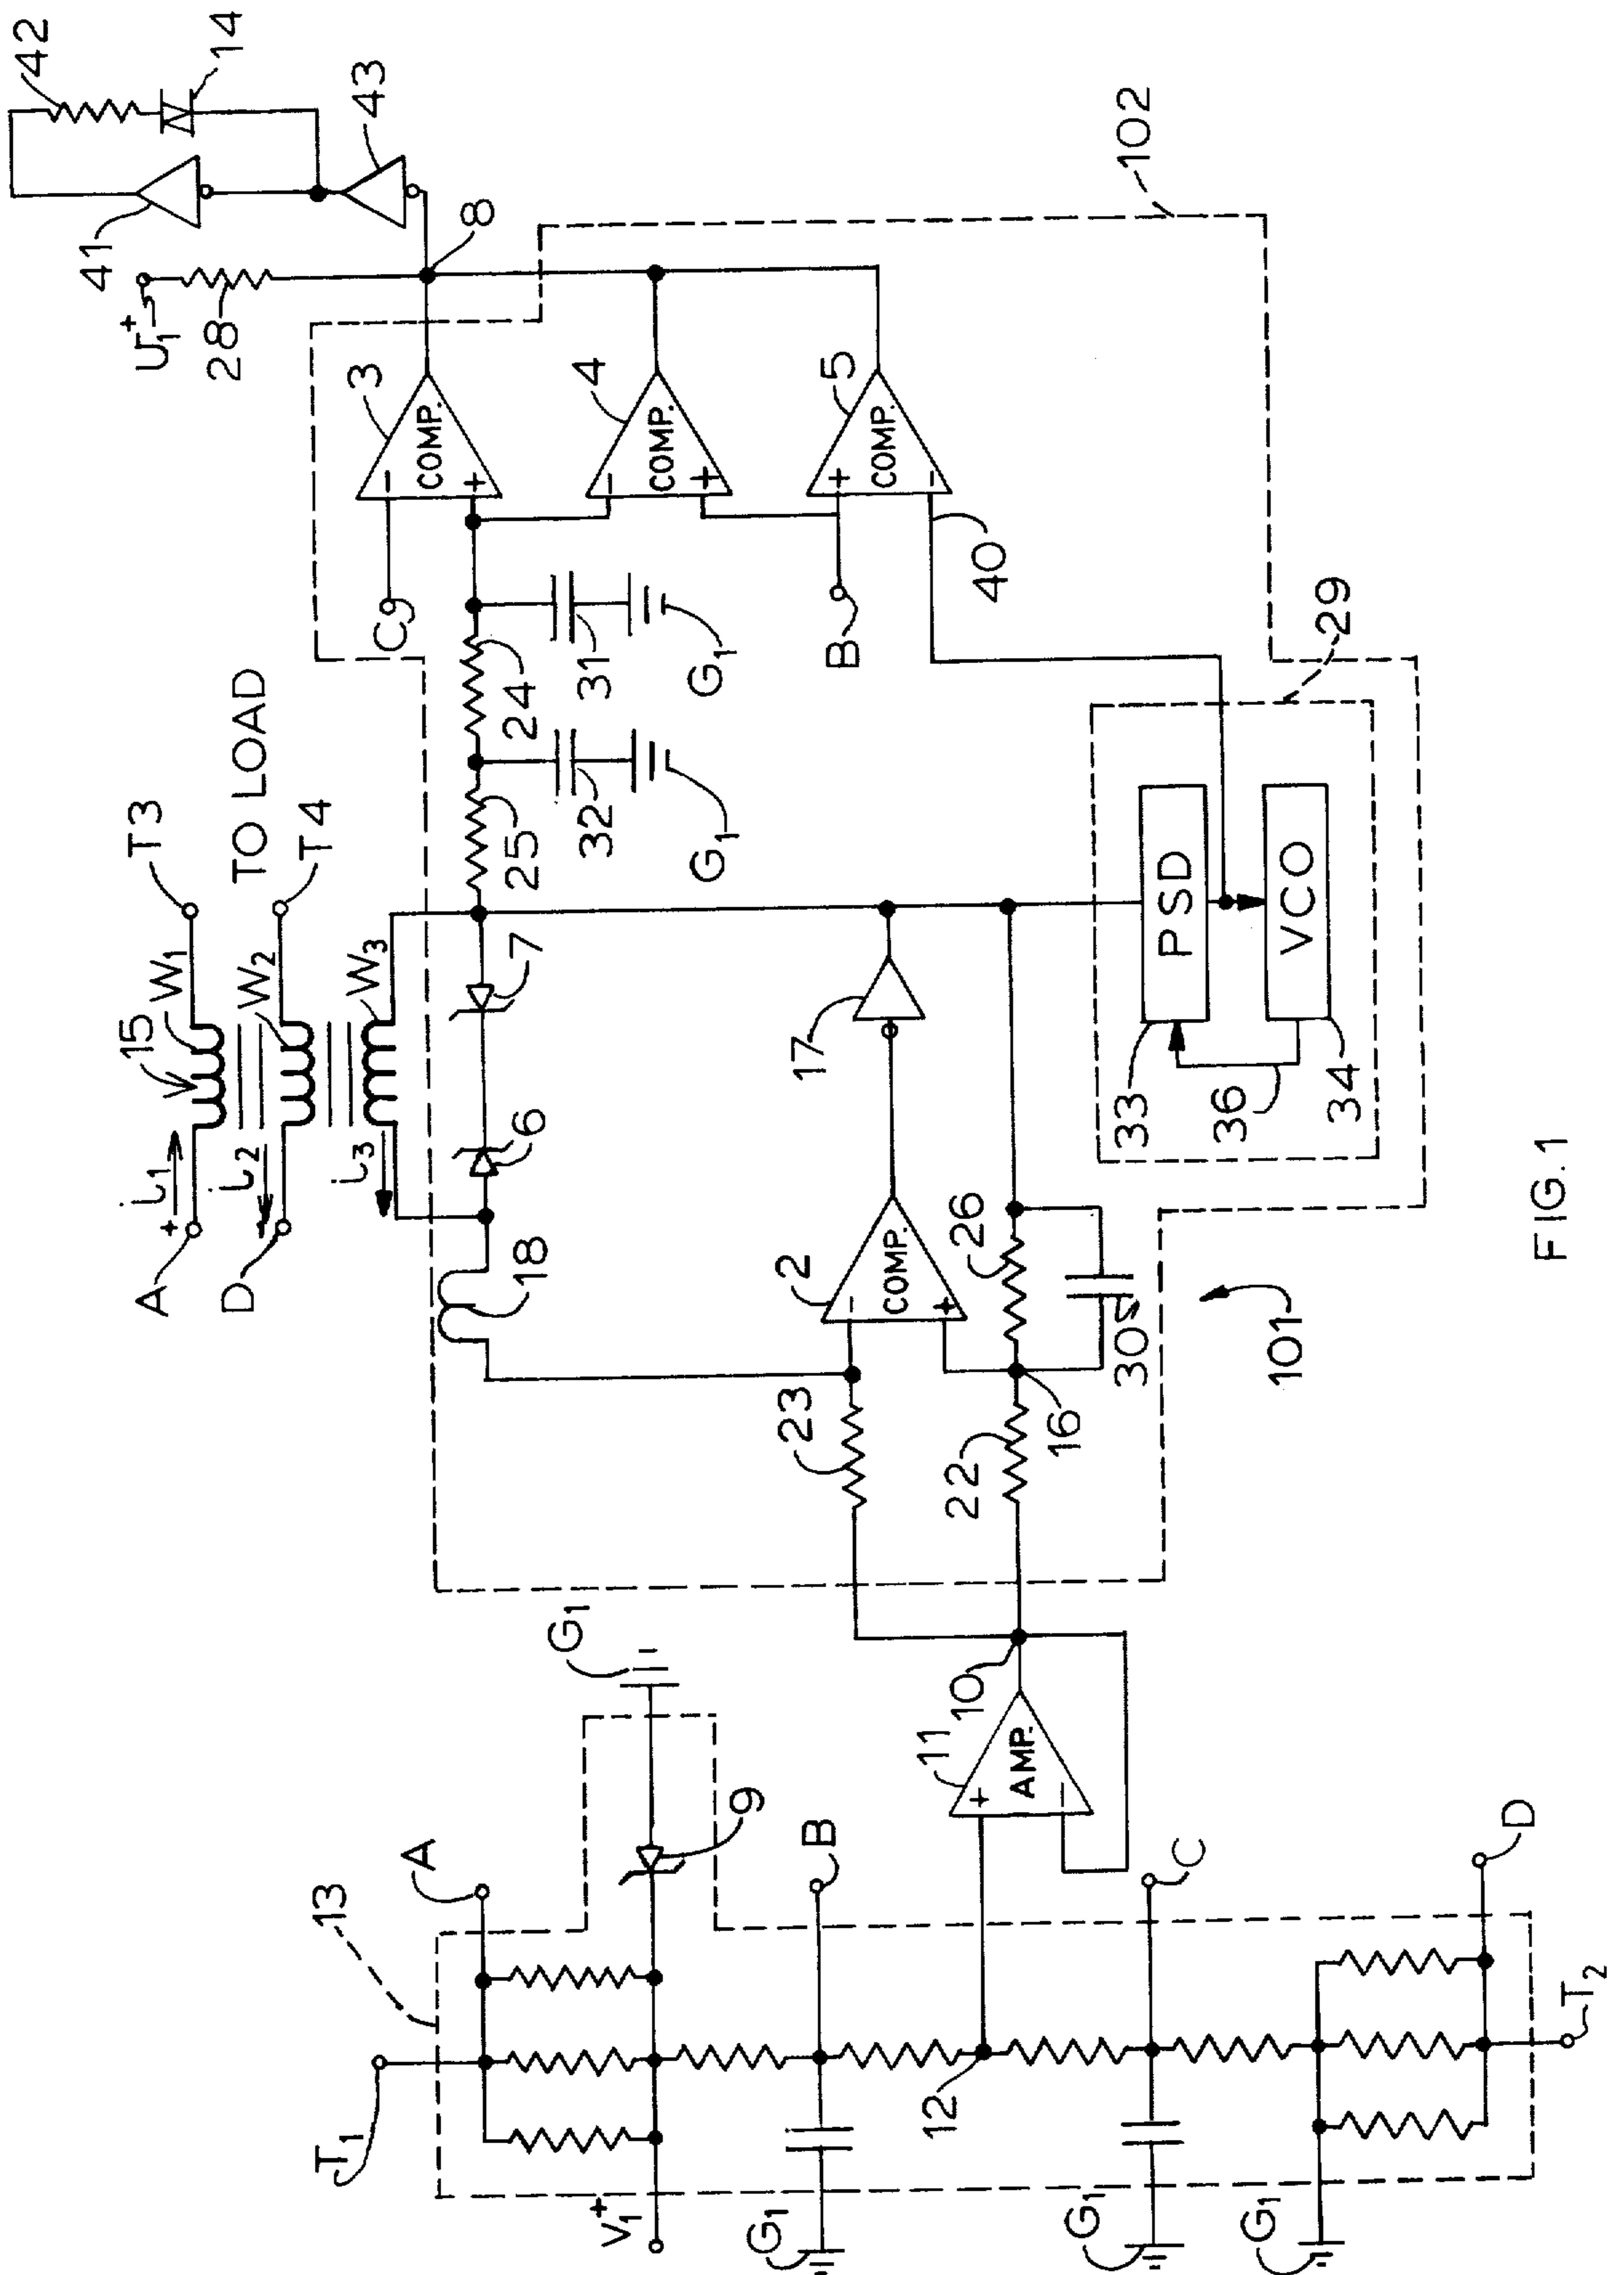 42
14
43
41
U1+
28
8
102
3
COMP.
−
+
4
COMP.
−
+
5
COMP.
+
−
C9
40
B
29
T3
TO LOAD
T4
24
31
G1
25
32
G1
15
W1
W2
W3
i1
i2
i3
+
A
D
7
6
18
17
PSD
VCO
33
36
34
2
COMP.
−
+
26
30
23
22
16
101
FIG.1
G1
10
11
AMP.
+
−
9
A
B
C
D
13
T1
V1+
12
G1
G1
G1
T2